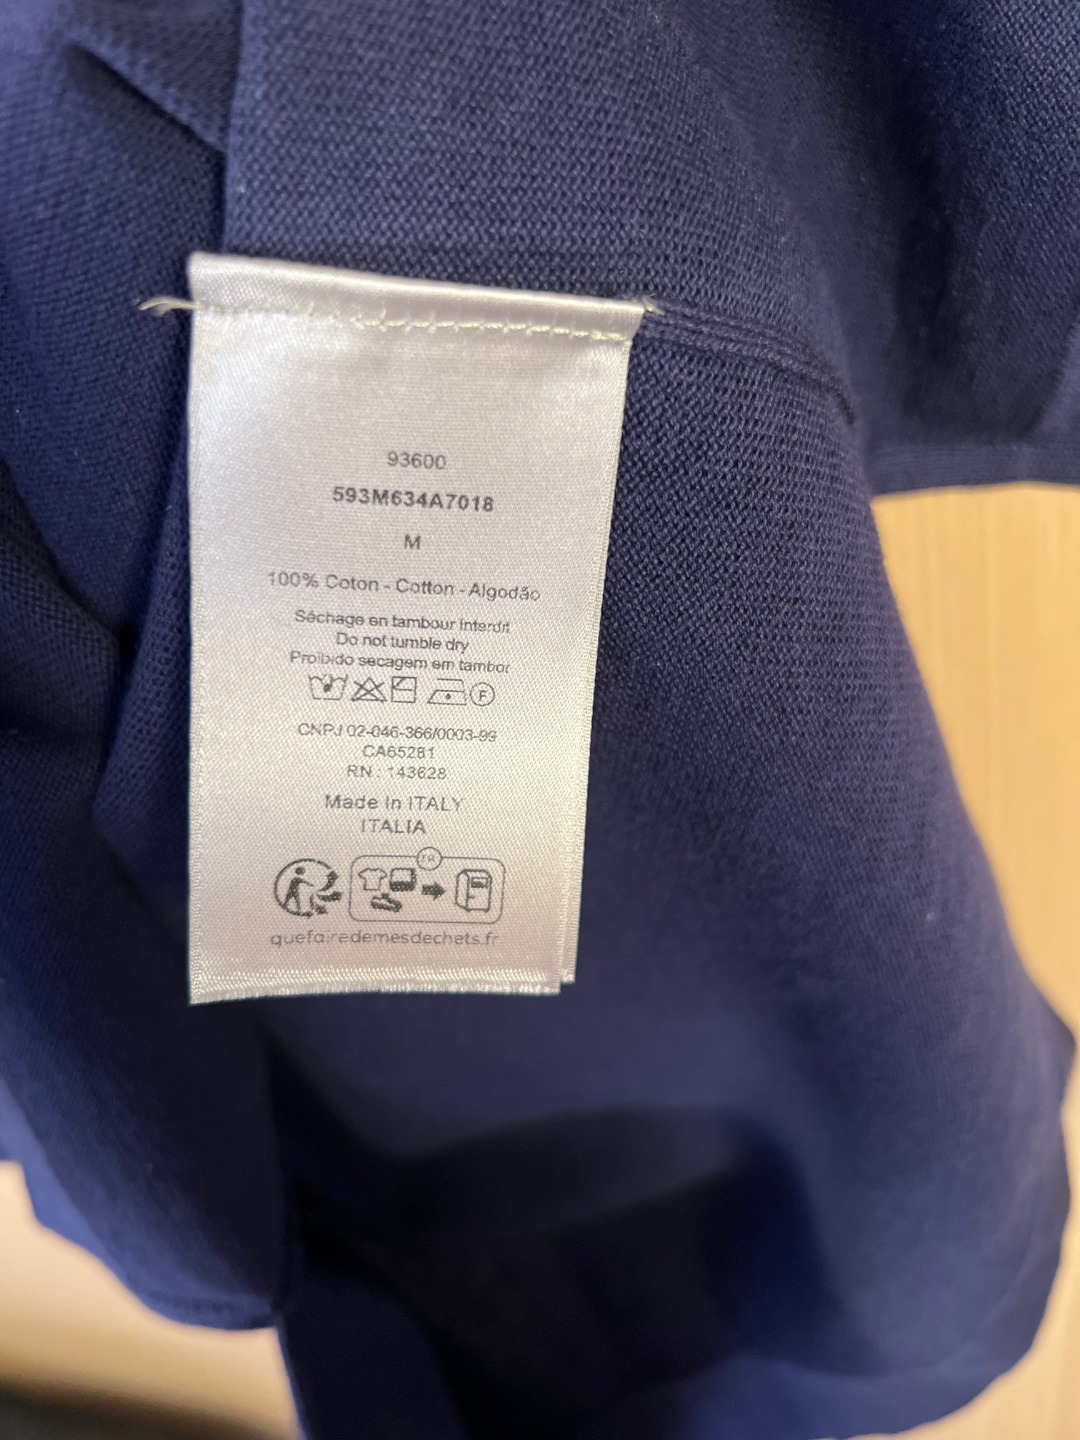 93600
593M634A7018
M
100% Coton - Cotton - Algodão
Séchage en tambour interdit
Do not tumble dry
Proibido secagem em tambor
F
CNPJ 02-046-366/0003-99
CA65281
RN : 143628
Made in ITALY
ITALIA
FR
quefairedemesdechets.fr